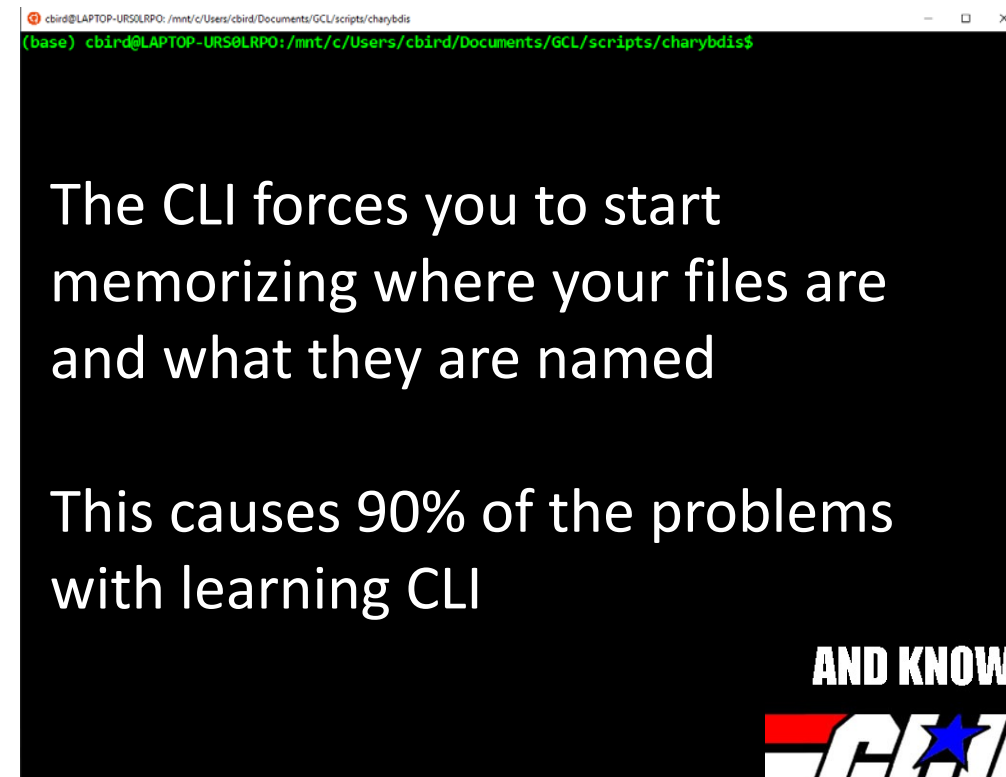 cbird@LAPTOP-URS0LRPO: /mnt/c/Users/cbird/Documents/GCL/scripts/charybdis
(base) cbird@LAPTOP-URS0LRPO:/mnt/c/Users/cbird/Documents/GCL/scripts/charybdis$
The CLI forces you to start
memorizing where your files are
and what they are named
This causes 90% of the problems
with learning CLI
AND KNOW